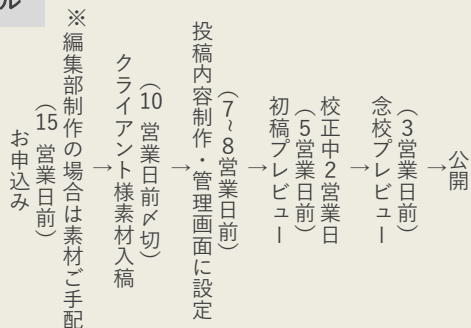 ル
お申込み
（15 営業日前）
※編集部制作の場合は素材ご手配
→
クライアント様素材入稿
（10 営業日前〆切）
→
投稿内容制作・管理画面に設定
（7~8営業日前）
→
初稿プレビュー
（5営業日前）
校正中2営業日
→
念校プレビュー
（3営業日前）
→
公開